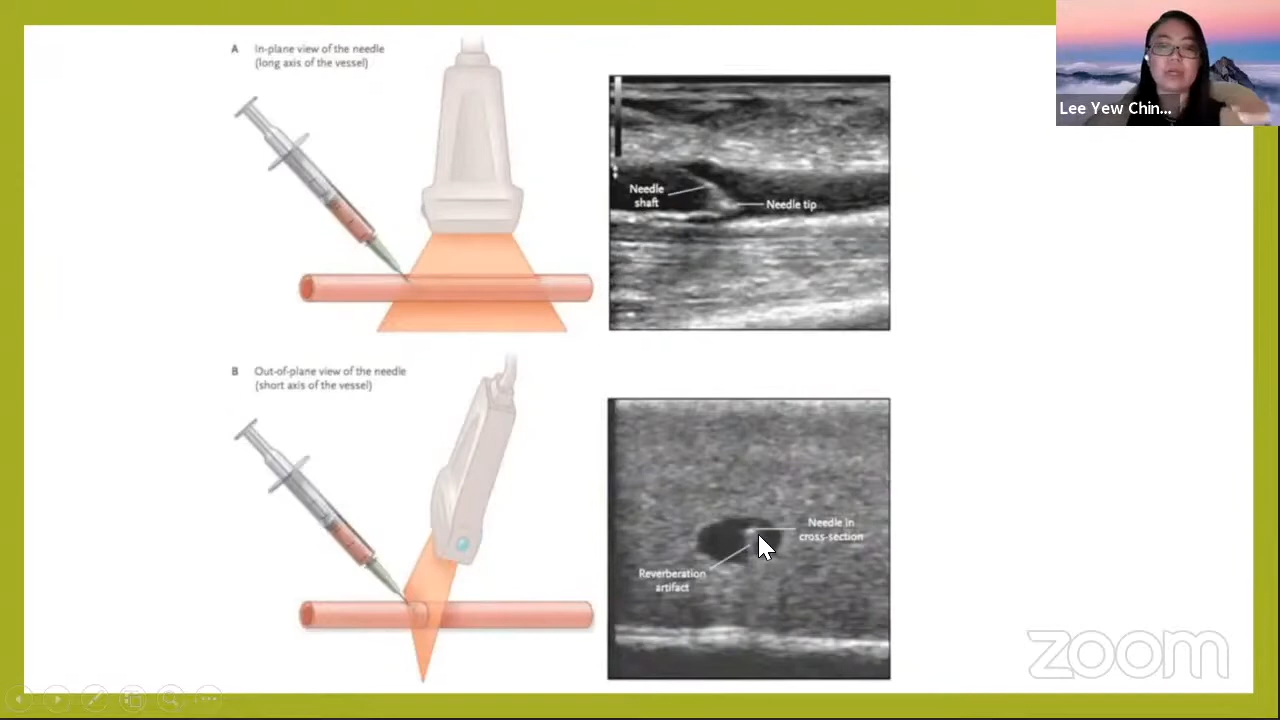 A In-plane view of the needle
(long axis of the vessel)
Needle
shaft
Needle tip
B Out-of-plane view of the needle
(short axis of the vessel)
Needle in
cross-section
Reverberation
artifact
Lee Yew Chin...
zoom